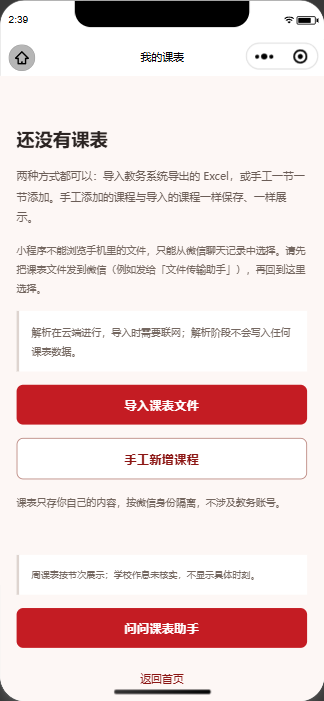 2:39
我的课表
还没有课表
两种方式都可以：导入教务系统导出的 Excel，或手工一节一
节添加。手工添加的课程与导入的课程一样保存、一样展
示。
小程序不能浏览手机里的文件，只能从微信聊天记录中选择。请先
把课表文件发到微信（例如发给「文件传输助手」），再回到这里
选择。
解析在云端进行，导入时需要联网；解析阶段不会写入任何
课表数据。
导入课表文件
手工新增课程
课表只存你自己的内容，按微信身份隔离，不涉及教务账号。
周课表按节次展示；学校作息未核实，不显示具体时刻。
问问课表助手
返回首页